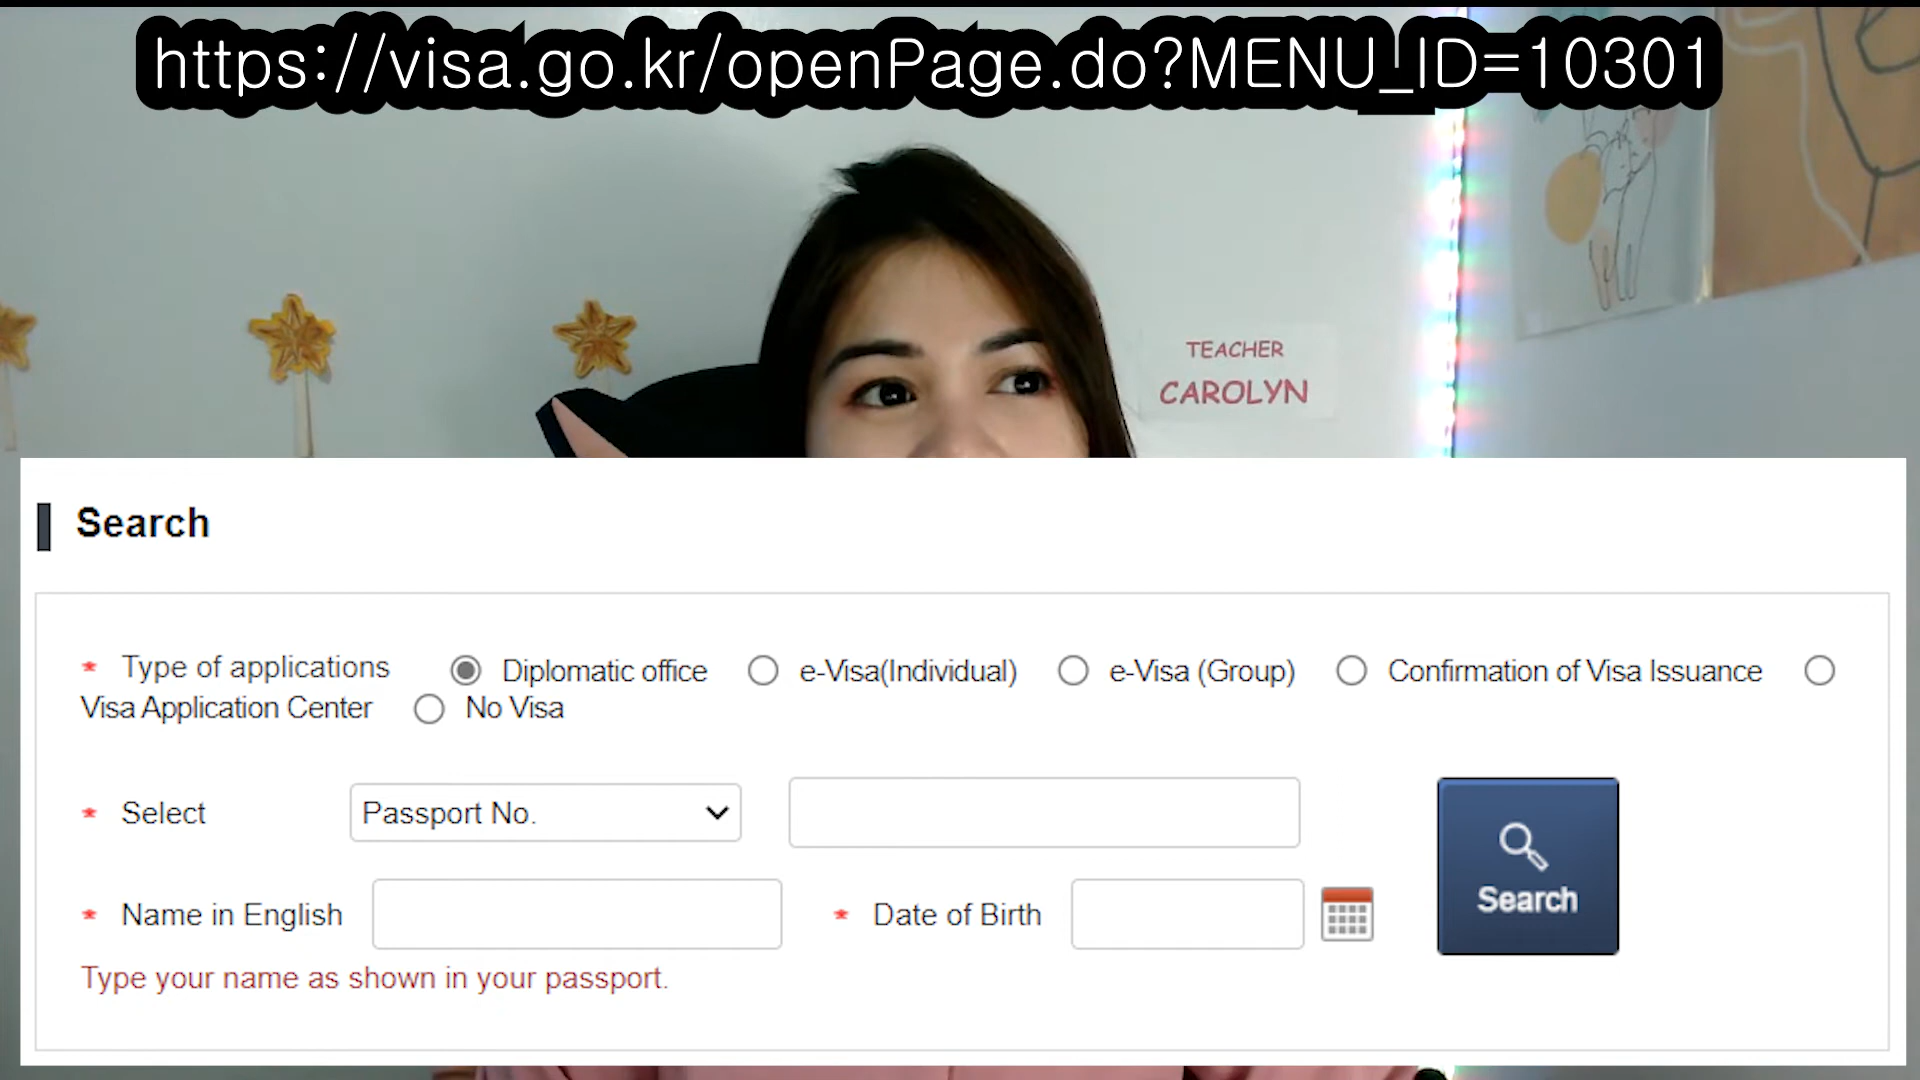 https://visa.go.kr/openPage.do?MENU_ID=10301
TEACHER
CAROLYN
Search
* Type of applications Diplomatic office e-Visa(Individual) e-Visa (Group) Confirmation of Visa Issuance
Visa Application Center No Visa
* Select Passport No.
* Name in English * Date of Birth
Search
Type your name as shown in your passport.